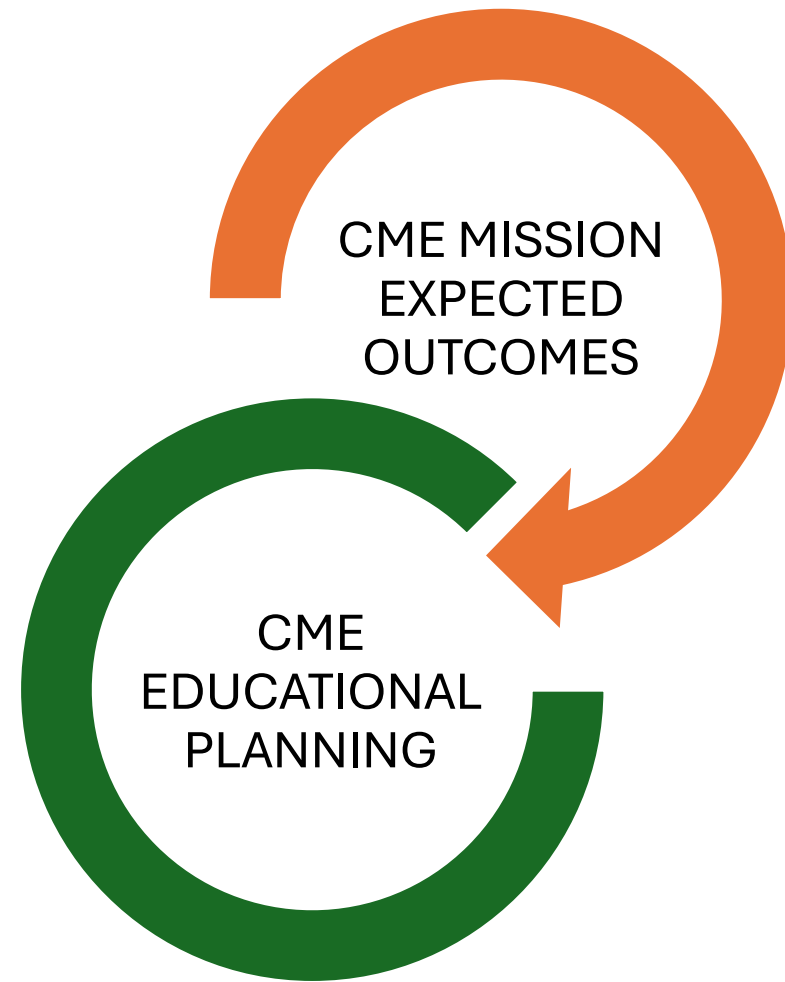 CME MISSION
EXPECTED
OUTCOMES
CME
EDUCATIONAL
PLANNING